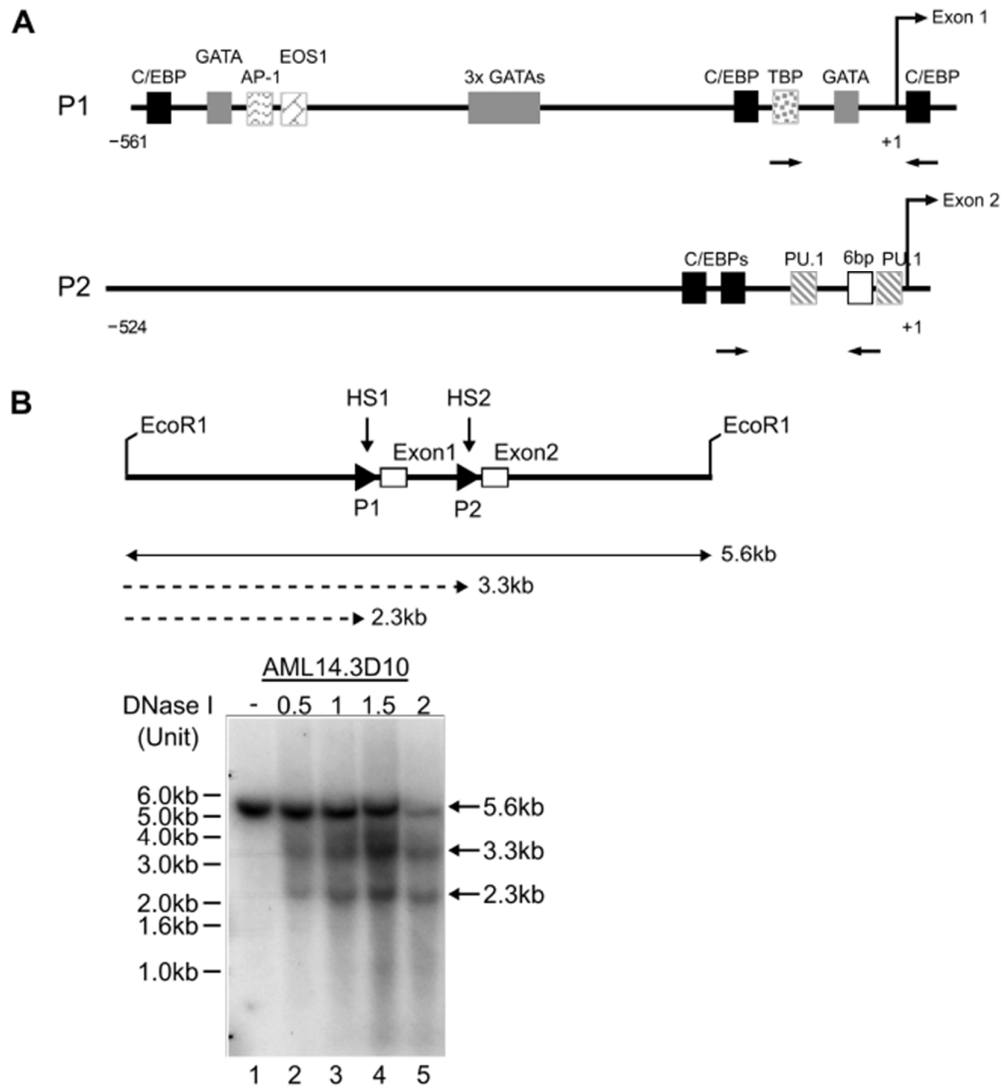 A
Exon 1
GATA EOS1
C/EBP AP-1 3x GATAs C/EBP TBP GATA C/EBP
P1
−561 +1
Exon 2
C/EBPs PU.1 6bp PU.1
P2
−524 +1
B
HS1 HS2
EcoR1 EcoR1
Exon1 Exon2
P1 P2
5.6kb
3.3kb
2.3kb
AML14.3D10
DNase I - 0.5 1 1.5 2
(Unit)
6.0kb
5.6kb
5.0kb
4.0kb
3.3kb
3.0kb
2.3kb
2.0kb
1.6kb
1.0kb
1 2 3 4 5